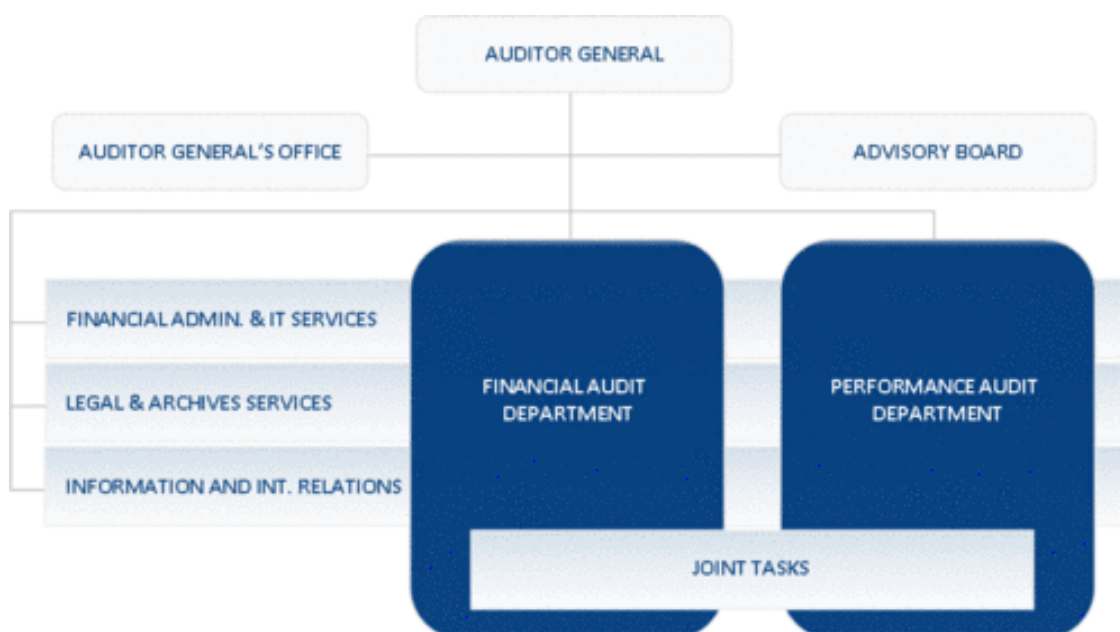 AUDITOR GENERAL
AUDITOR GENERAL'S OFFICE
ADVISORY BOARD
FINANCIAL ADMIN. & IT SERVICES
LEGAL & ARCHIVES SERVICES
INFORMATION AND INT. RELATIONS
FINANCIAL AUDIT
DEPARTMENT
PERFORMANCE AUDIT
DEPARTMENT
JOINT TASKS